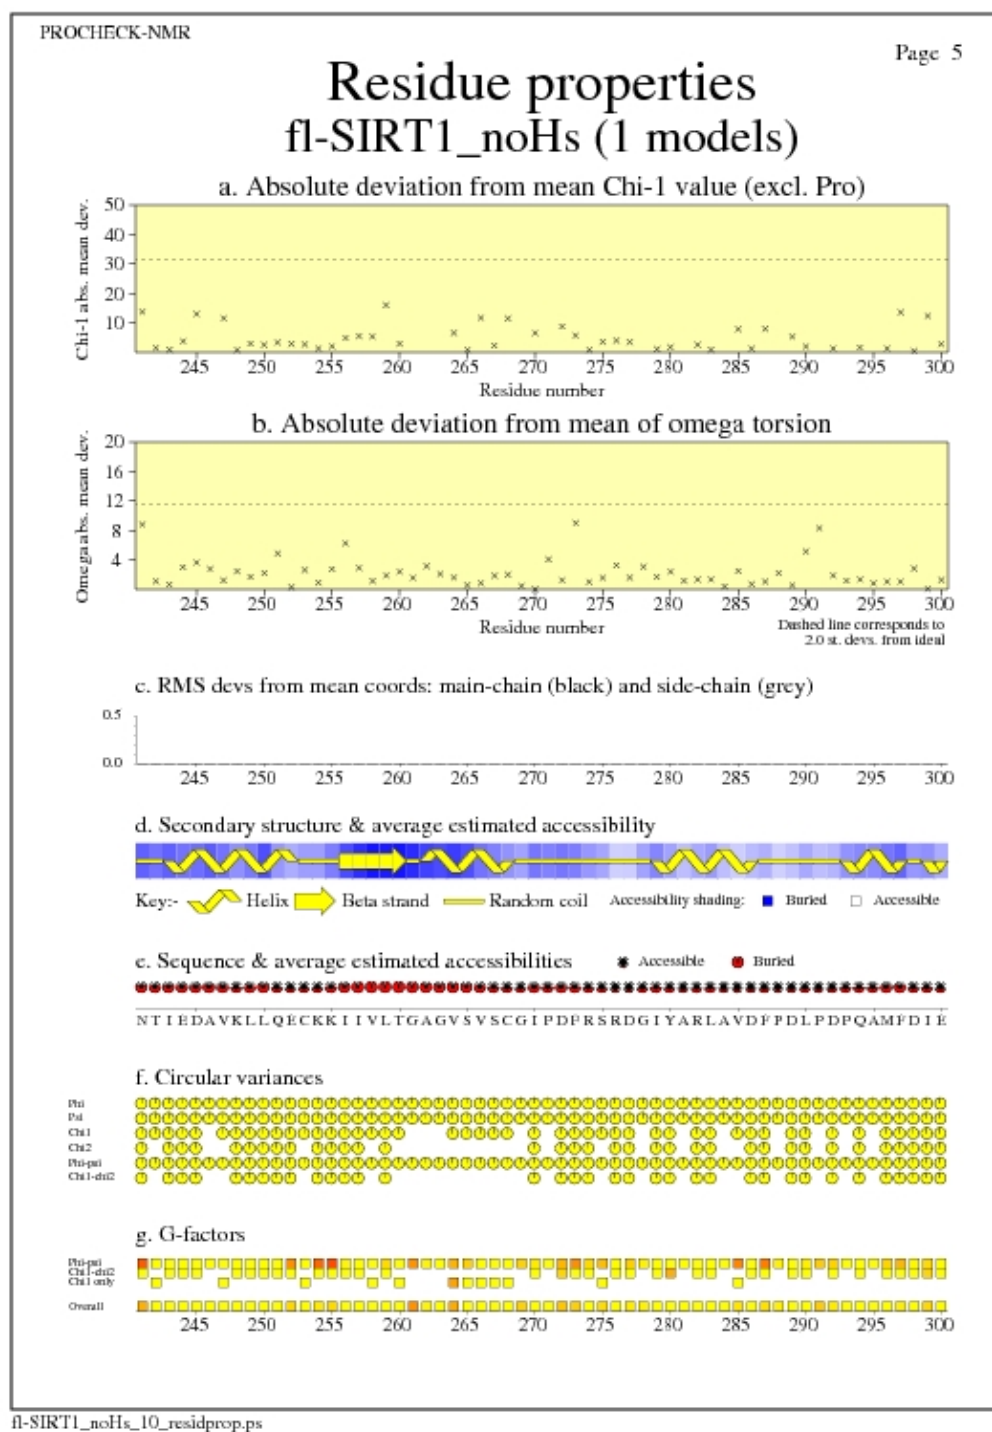 PROCHECK-NMR
Page 5
Residue properties
fl-SIRT1_noHs (1 models)
a. Absolute deviation from mean Chi-1 value (excl. Pro)
Chi-1 abs. mean dev.
50
40
30
20
10
245 250 255 260 265 270 275 280 285 290 295 300
Residue number
b. Absolute deviation from mean of omega torsion
Omega abs. mean dev.
20
16
12
8
4
245 250 255 260 265 270 275 280 285 290 295 300
Residue number
Dashed line corresponds to
2.0 st. devs. from ideal
c. RMS devs from mean coords: main-chain (black) and side-chain (grey)
0.5
0.0
245 250 255 260 265 270 275 280 285 290 295 300
d. Secondary structure & average estimated accessibility
Key:- Helix Beta strand Random coil Accessibility shading: Buried Accessible
e. Sequence & average estimated accessibilities Accessible Buried
N T I E D A V K L L Q E C K K I I V L T G A G V S V S C G I P D F R S R D G I Y A R L A V D F P D L P D P Q A M F D I E
f. Circular variances
Phi
Psi
Chi1
Chi2
Phi-psi
Chi1-chi2
g. G-factors
Phi-psi
Chi1-chi2
Chi1 only
Overall
245 250 255 260 265 270 275 280 285 290 295 300
fl-SIRT1_noHs_10_residprop.ps